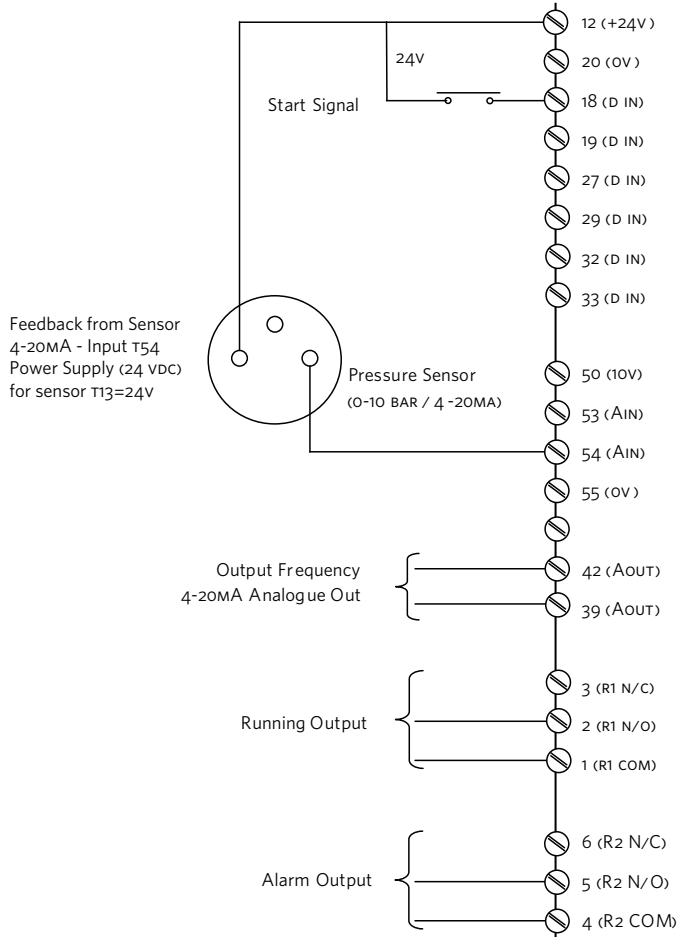 12 (+24V)
24V
20 (0V)
Start Signal
18 (D IN)
19 (D IN)
27 (D IN)
29 (D IN)
32 (D IN)
33 (D IN)
Feedback from Sensor
4-20MA - Input T54
Power Supply (24 VDC)
for sensor T13=24V
Pressure Sensor
(0-10 BAR / 4 -20MA)
50 (10V)
53 (AIN)
54 (AIN)
55 (0V)
Output Frequency
4-20MA Analogue Out
42 (AOUT)
39 (AOUT)
Running Output
3 (R1 N/C)
2 (R1 N/O)
1 (R1 COM)
Alarm Output
6 (R2 N/C)
5 (R2 N/O)
4 (R2 COM)